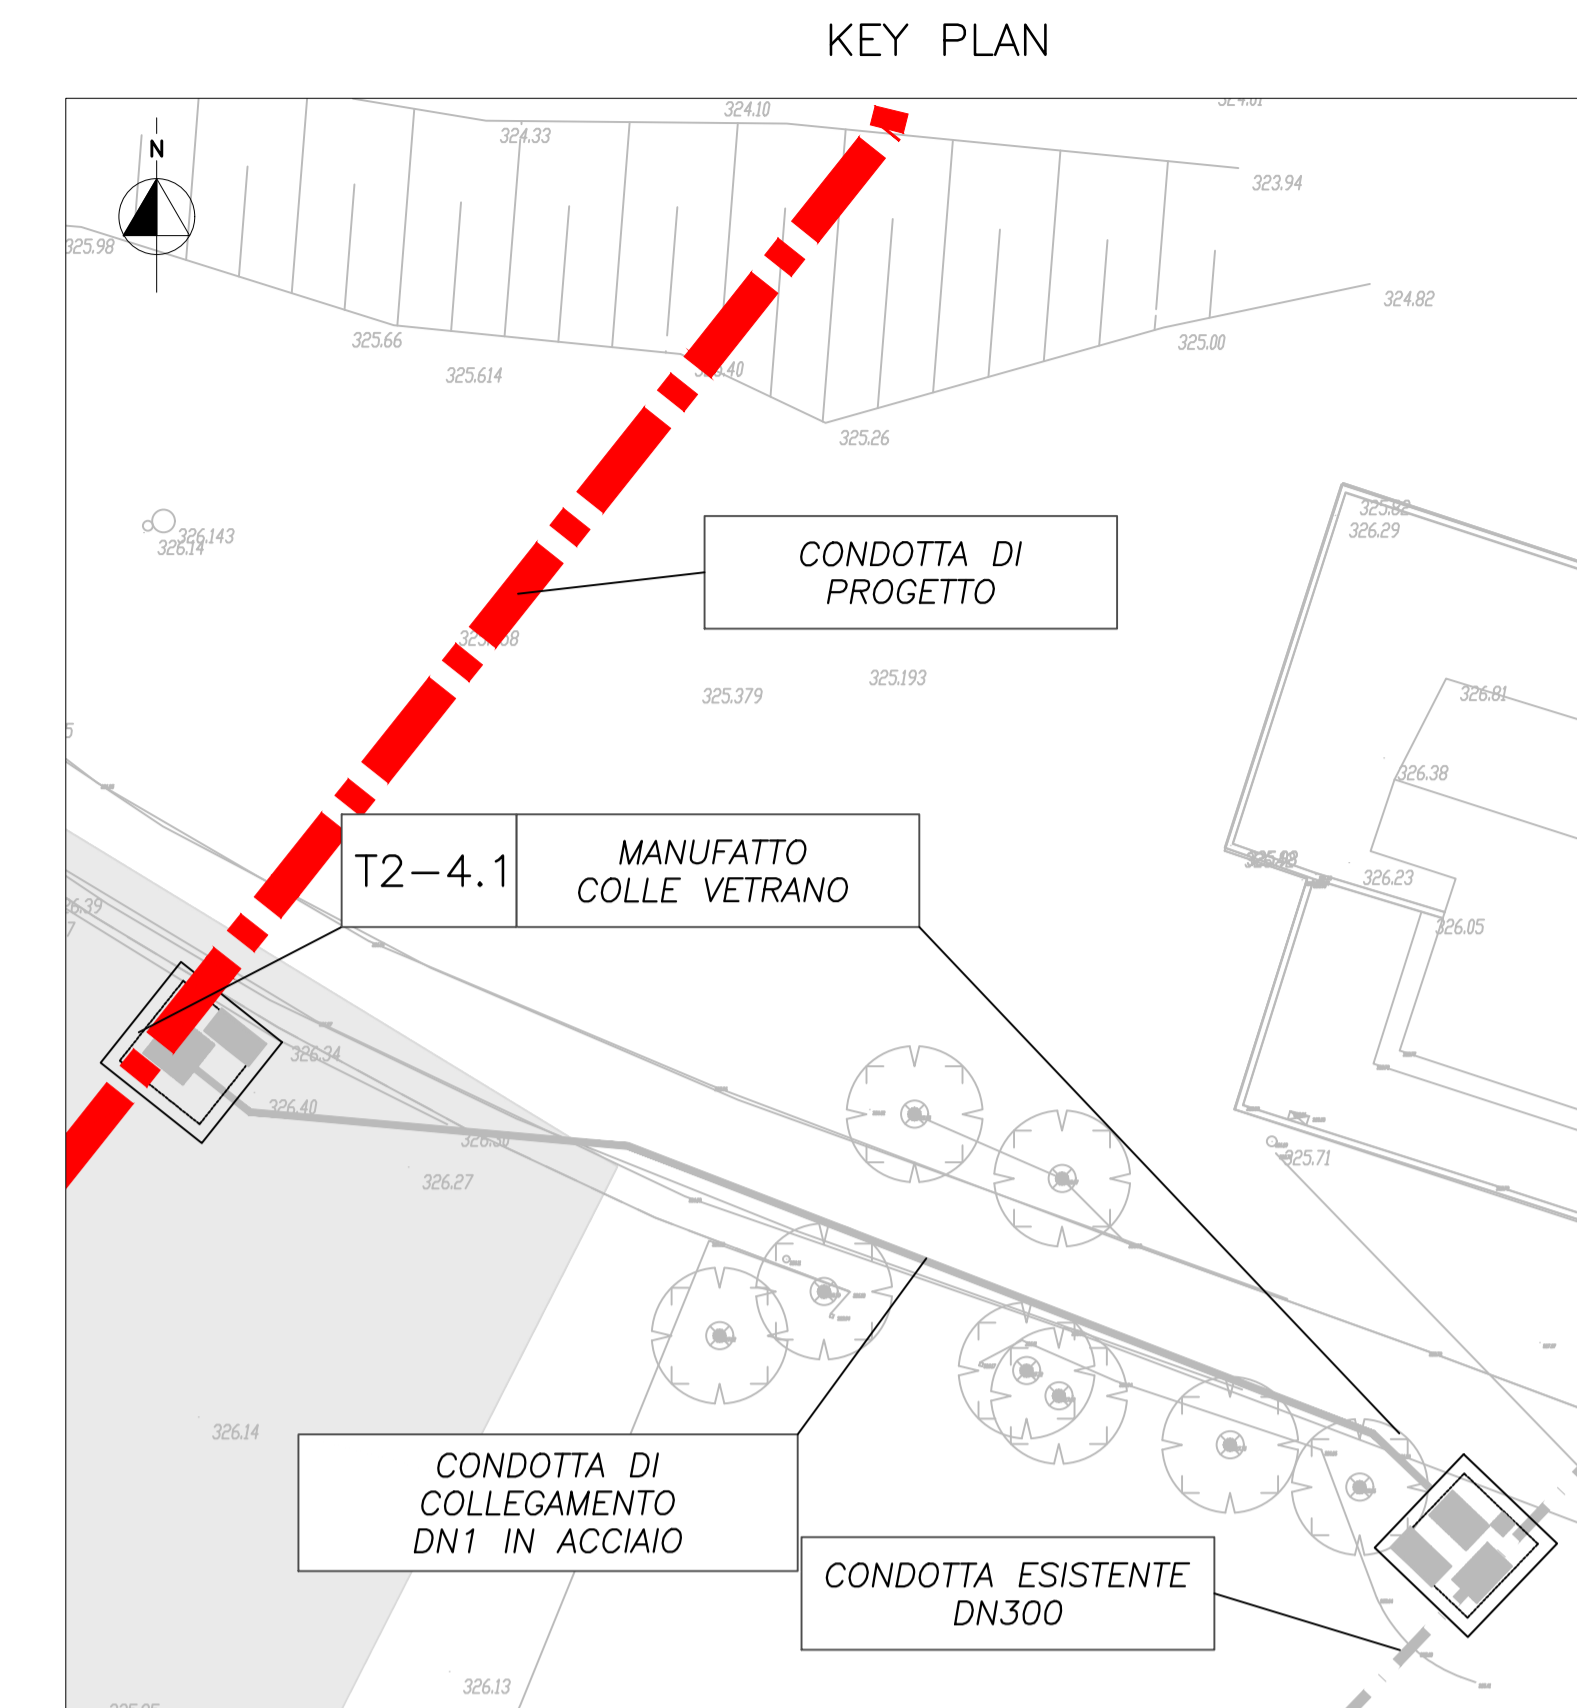 KEY PLAN
324.10
324.33
N
323.94
325.98
324.82
325.66
325.00
325.614
325.26
325.82
326.29
326.143
326.14
CONDOTTA DI
PROGETTO
325.193
325.379
326.81
326.38
T2-4.1
MANUFATTO
COLLE VETRANO
326.23
326.05
326.34
326.40
326.27
325.71
326.14
CONDOTTA DI
COLLEGAMENTO
DN1 IN ACCIAIO
CONDOTTA ESISTENTE
DN300
326.13